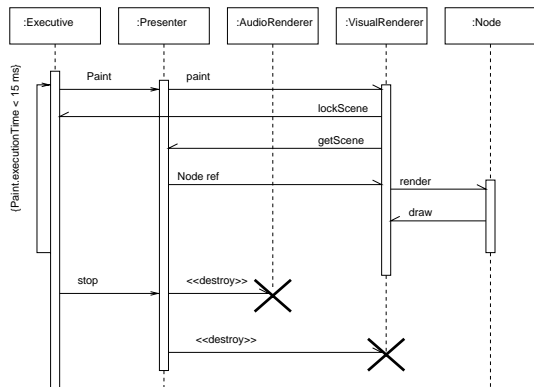 :Executive
:Presenter
:AudioRenderer
:VisualRenderer
:Node
{Paint.executionTime < 15 ms}
Paint
paint
lockScene
getScene
Node ref
render
draw
stop
<<destroy>>
<<destroy>>